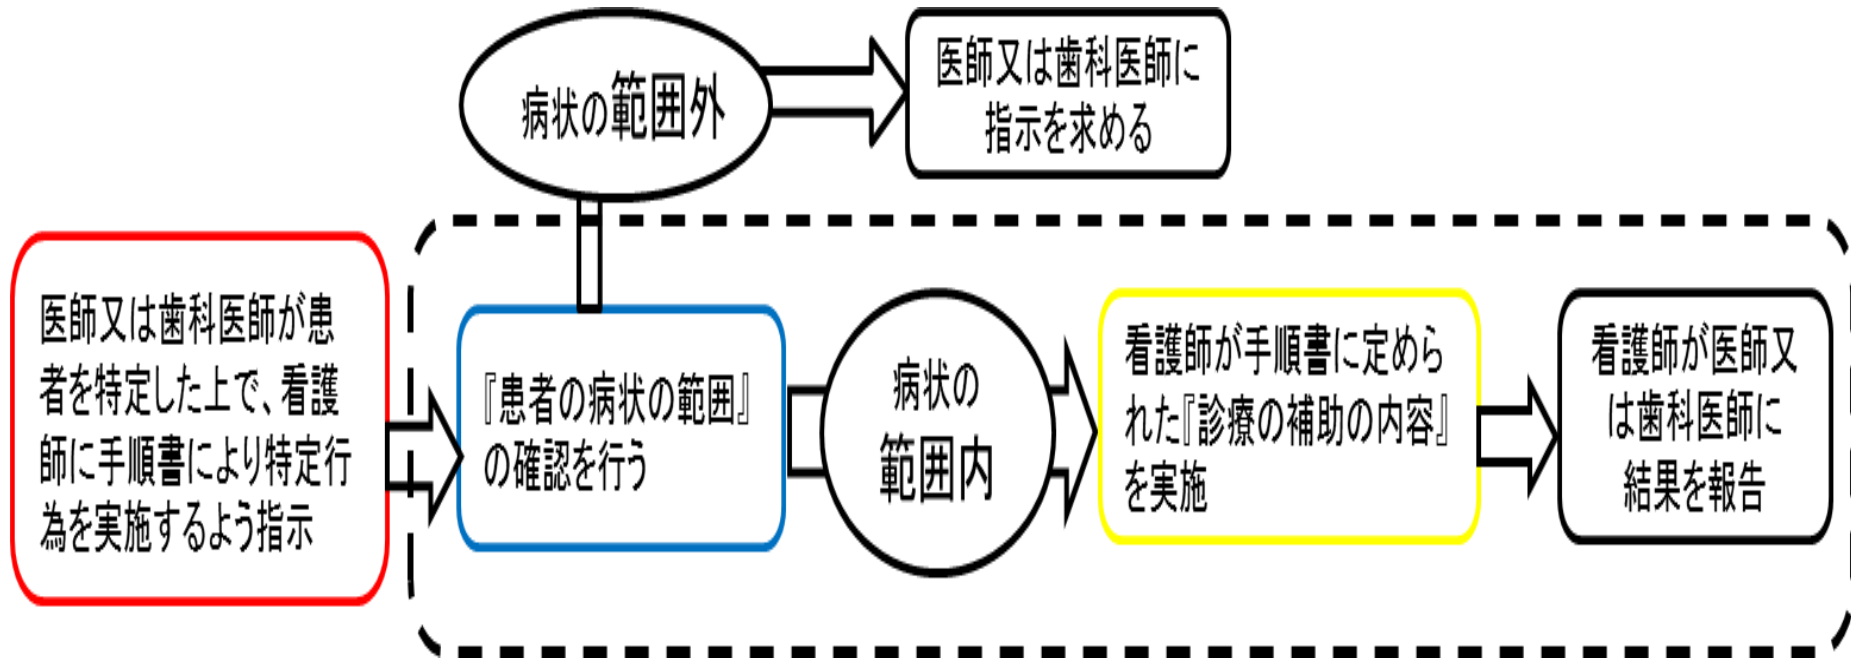 病状の範囲外
医師又は歯科医師に
指示を求める
医師又は歯科医師が患
者を特定した上で、看護
師に手順書により特定行
為を実施するよう指示
『患者の病状の範囲』
の確認を行う
病状の
範囲内
看護師が手順書に定めら
れた『診療の補助の内容』
を実施
看護師が医師又
は歯科医師に
結果を報告